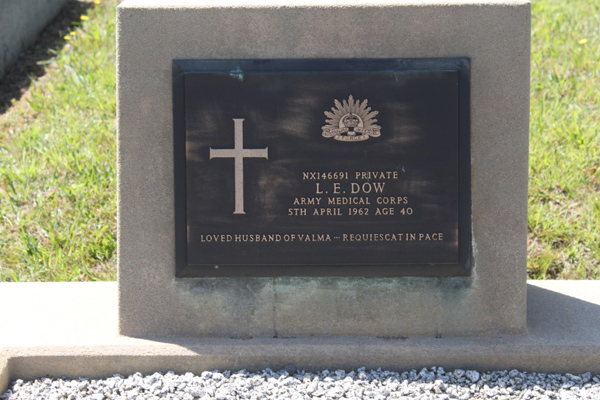 NX146691 PRIVATE
L. E. DOW
ARMY MEDICAL CORPS
5TH APRIL 1962 AGE 40
LOVED HUSBAND OF VALMA — REQUIESCAT IN PACE